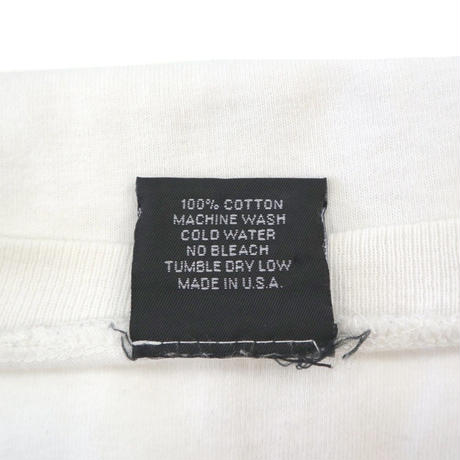 100% COTTON
MACHINE WASH
COLD WATER
NO BLEACH
TUMBLE DRY LOW
MADE IN U.S.A.